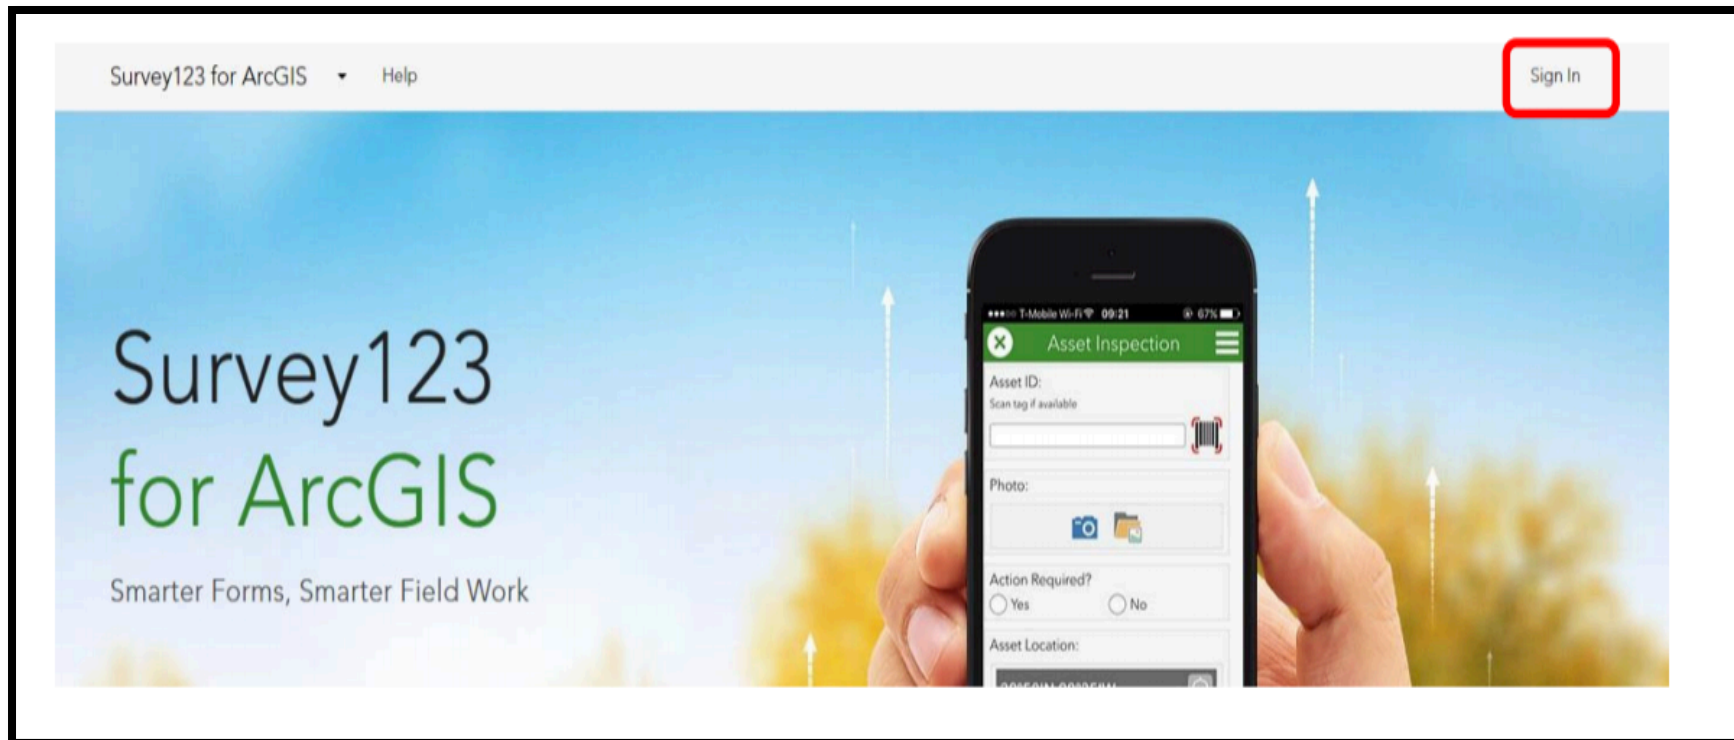 Survey123 for ArcGIS Help Sign In
Survey123
for ArcGIS
Smarter Forms, Smarter Field Work
T-Mobile Wi-Fi 09:21 67%
Asset Inspection
Asset ID:
Scan tag if available
Photo:
Action Required?
Yes No
Asset Location: